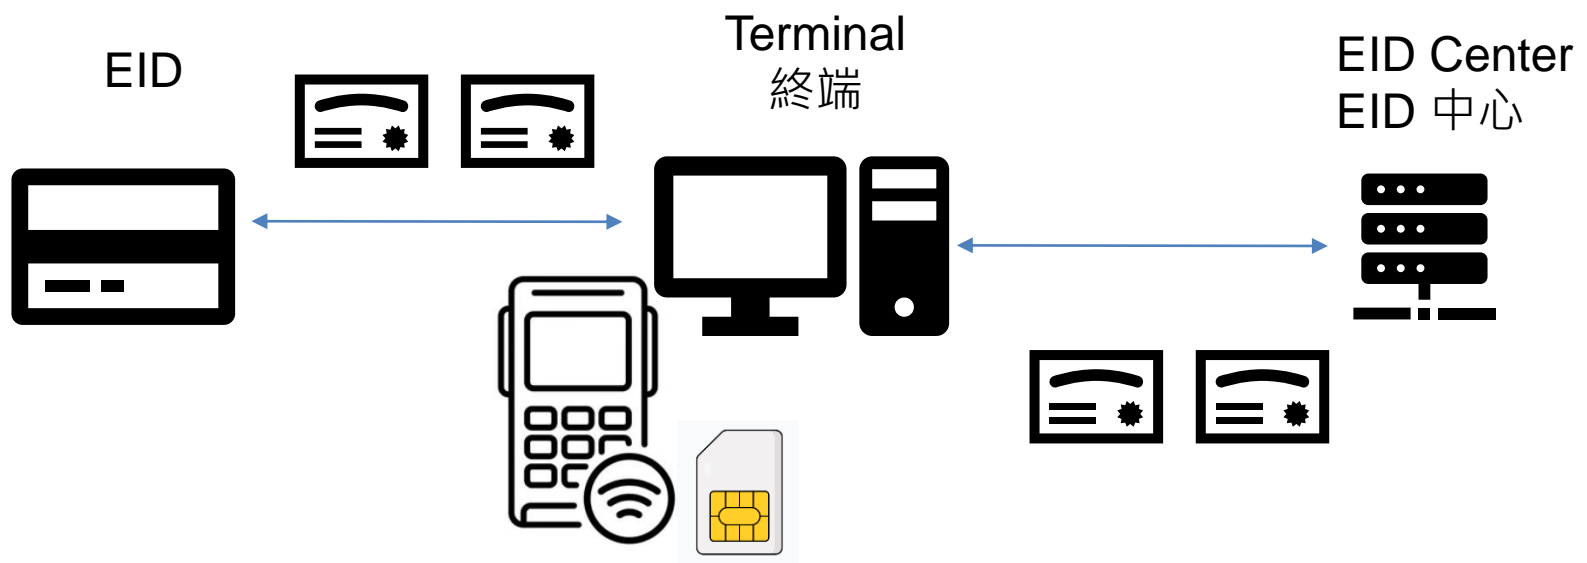 EID
Terminal
終端
EID Center
EID 中心